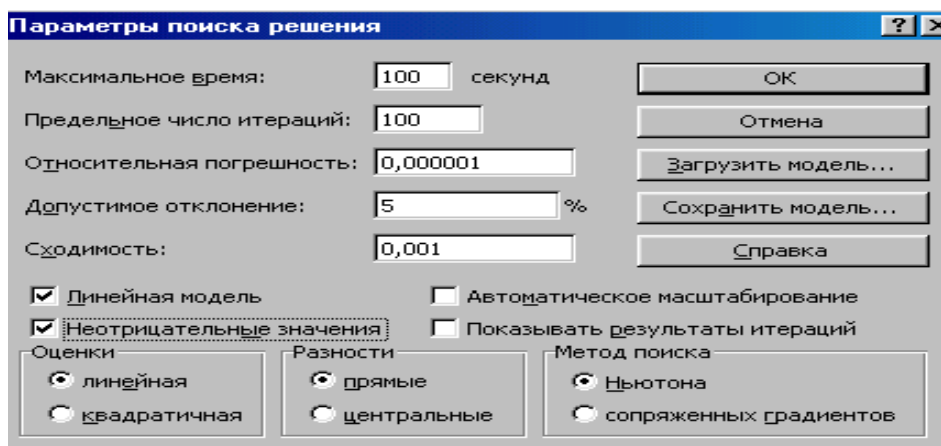 Параметры поиска решения
Максимальное время: 100 секунд
ОК
Предельное число итераций: 100
Отмена
Относительная погрешность: 0,000001
Загрузить модель...
Допустимое отклонение: 5 %
Сохранить модель...
Сходимость: 0,001
Справка
Линейная модель
Автоматическое масштабирование
Неотрицательные значения
Показывать результаты итераций
Оценки
линейная
квадратичная
Разности
прямые
центральные
Метод поиска
Ньютона
сопряженных градиентов